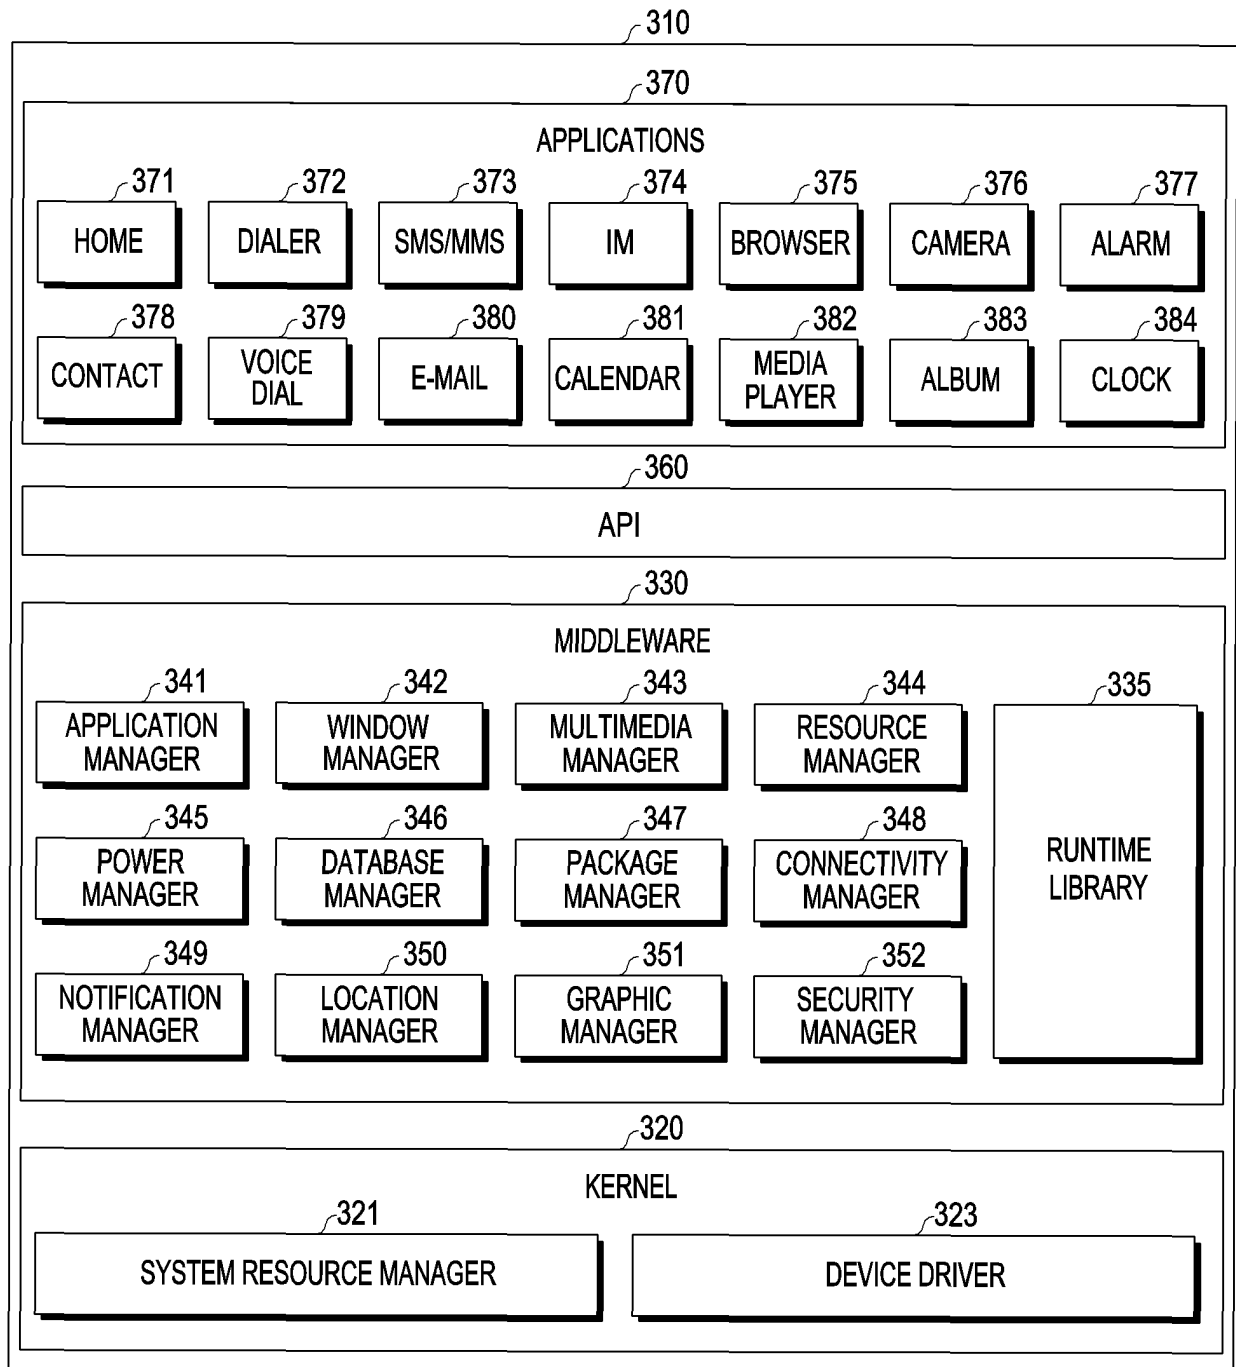 310
370
APPLICATIONS
371 372 373 374 375 376 377
HOME DIALER SMS/MMS IM BROWSER CAMERA ALARM
378 379 380 381 382 383 384
CONTACT VOICE DIAL E-MAIL CALENDAR MEDIA PLAYER ALBUM CLOCK
360
API
330
MIDDLEWARE
341 342 343 344 335
APPLICATION MANAGER WINDOW MANAGER MULTIMEDIA MANAGER RESOURCE MANAGER
345 346 347 348
POWER MANAGER DATABASE MANAGER PACKAGE MANAGER CONNECTIVITY MANAGER RUNTIME LIBRARY
349 350 351 352
NOTIFICATION MANAGER LOCATION MANAGER GRAPHIC MANAGER SECURITY MANAGER
320
KERNEL
321 323
SYSTEM RESOURCE MANAGER DEVICE DRIVER